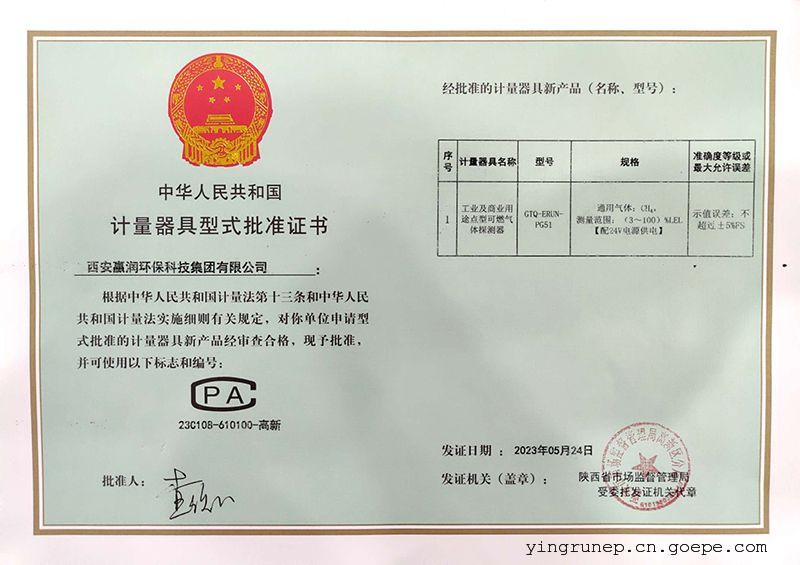 中华人民共和国
计量器具型式批准证书
西安赢润环保科技集团有限公司：
根据中华人民共和国计量法第十三条和中华人民
共和国计量法实施细则有关规定，对你单位申请型
式批准的计量器具新产品经审查合格，现予批准，
并可使用以下标志和编号：
CPA
23C108-610100-高新
批准人：
经批准的计量器具新产品（名称、型号）：
序号 计量器具名称 型号 规格 准确度等级或
最大允许误差
1 工业及商业用
途点型可燃气
体探测器
GTQ-ERUN-
PG51
适用气体：CH₄，
测量范围：（3～100）%LEL
【配24V电源供电】
示值误差：不
超过±5%FS
发证日期：2023年05月24日
发证机关（盖章）：陕西省市场监督管理局
受委托发证机关代章
yingrunep.cn.goepe.com